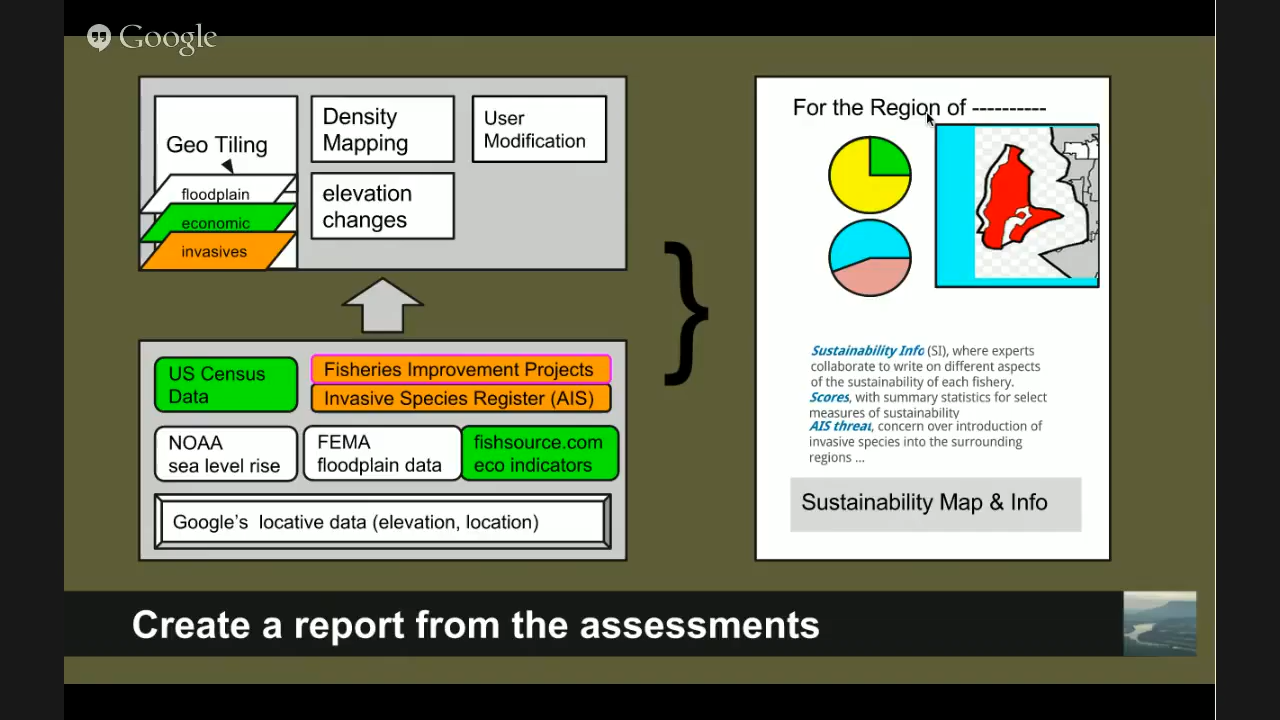 Google
Geo Tiling
floodplain
economic
invasives
Density
Mapping
User
Modification
elevation
changes
US Census
Data
Fisheries Improvement Projects
Invasive Species Register (AIS)
NOAA
sea level rise
FEMA
floodplain data
fishsource.com
eco indicators
Google's locative data (elevation, location)
}
For the Region of ----------
Sustainability Info (SI), where experts
collaborate to write on different aspects
of the sustainability of each fishery.
Scores, with summary statistics for select
measures of sustainability
AIS threat, concern over introduction of
invasive species into the surrounding
regions ...
Sustainability Map & Info
Create a report from the assessments